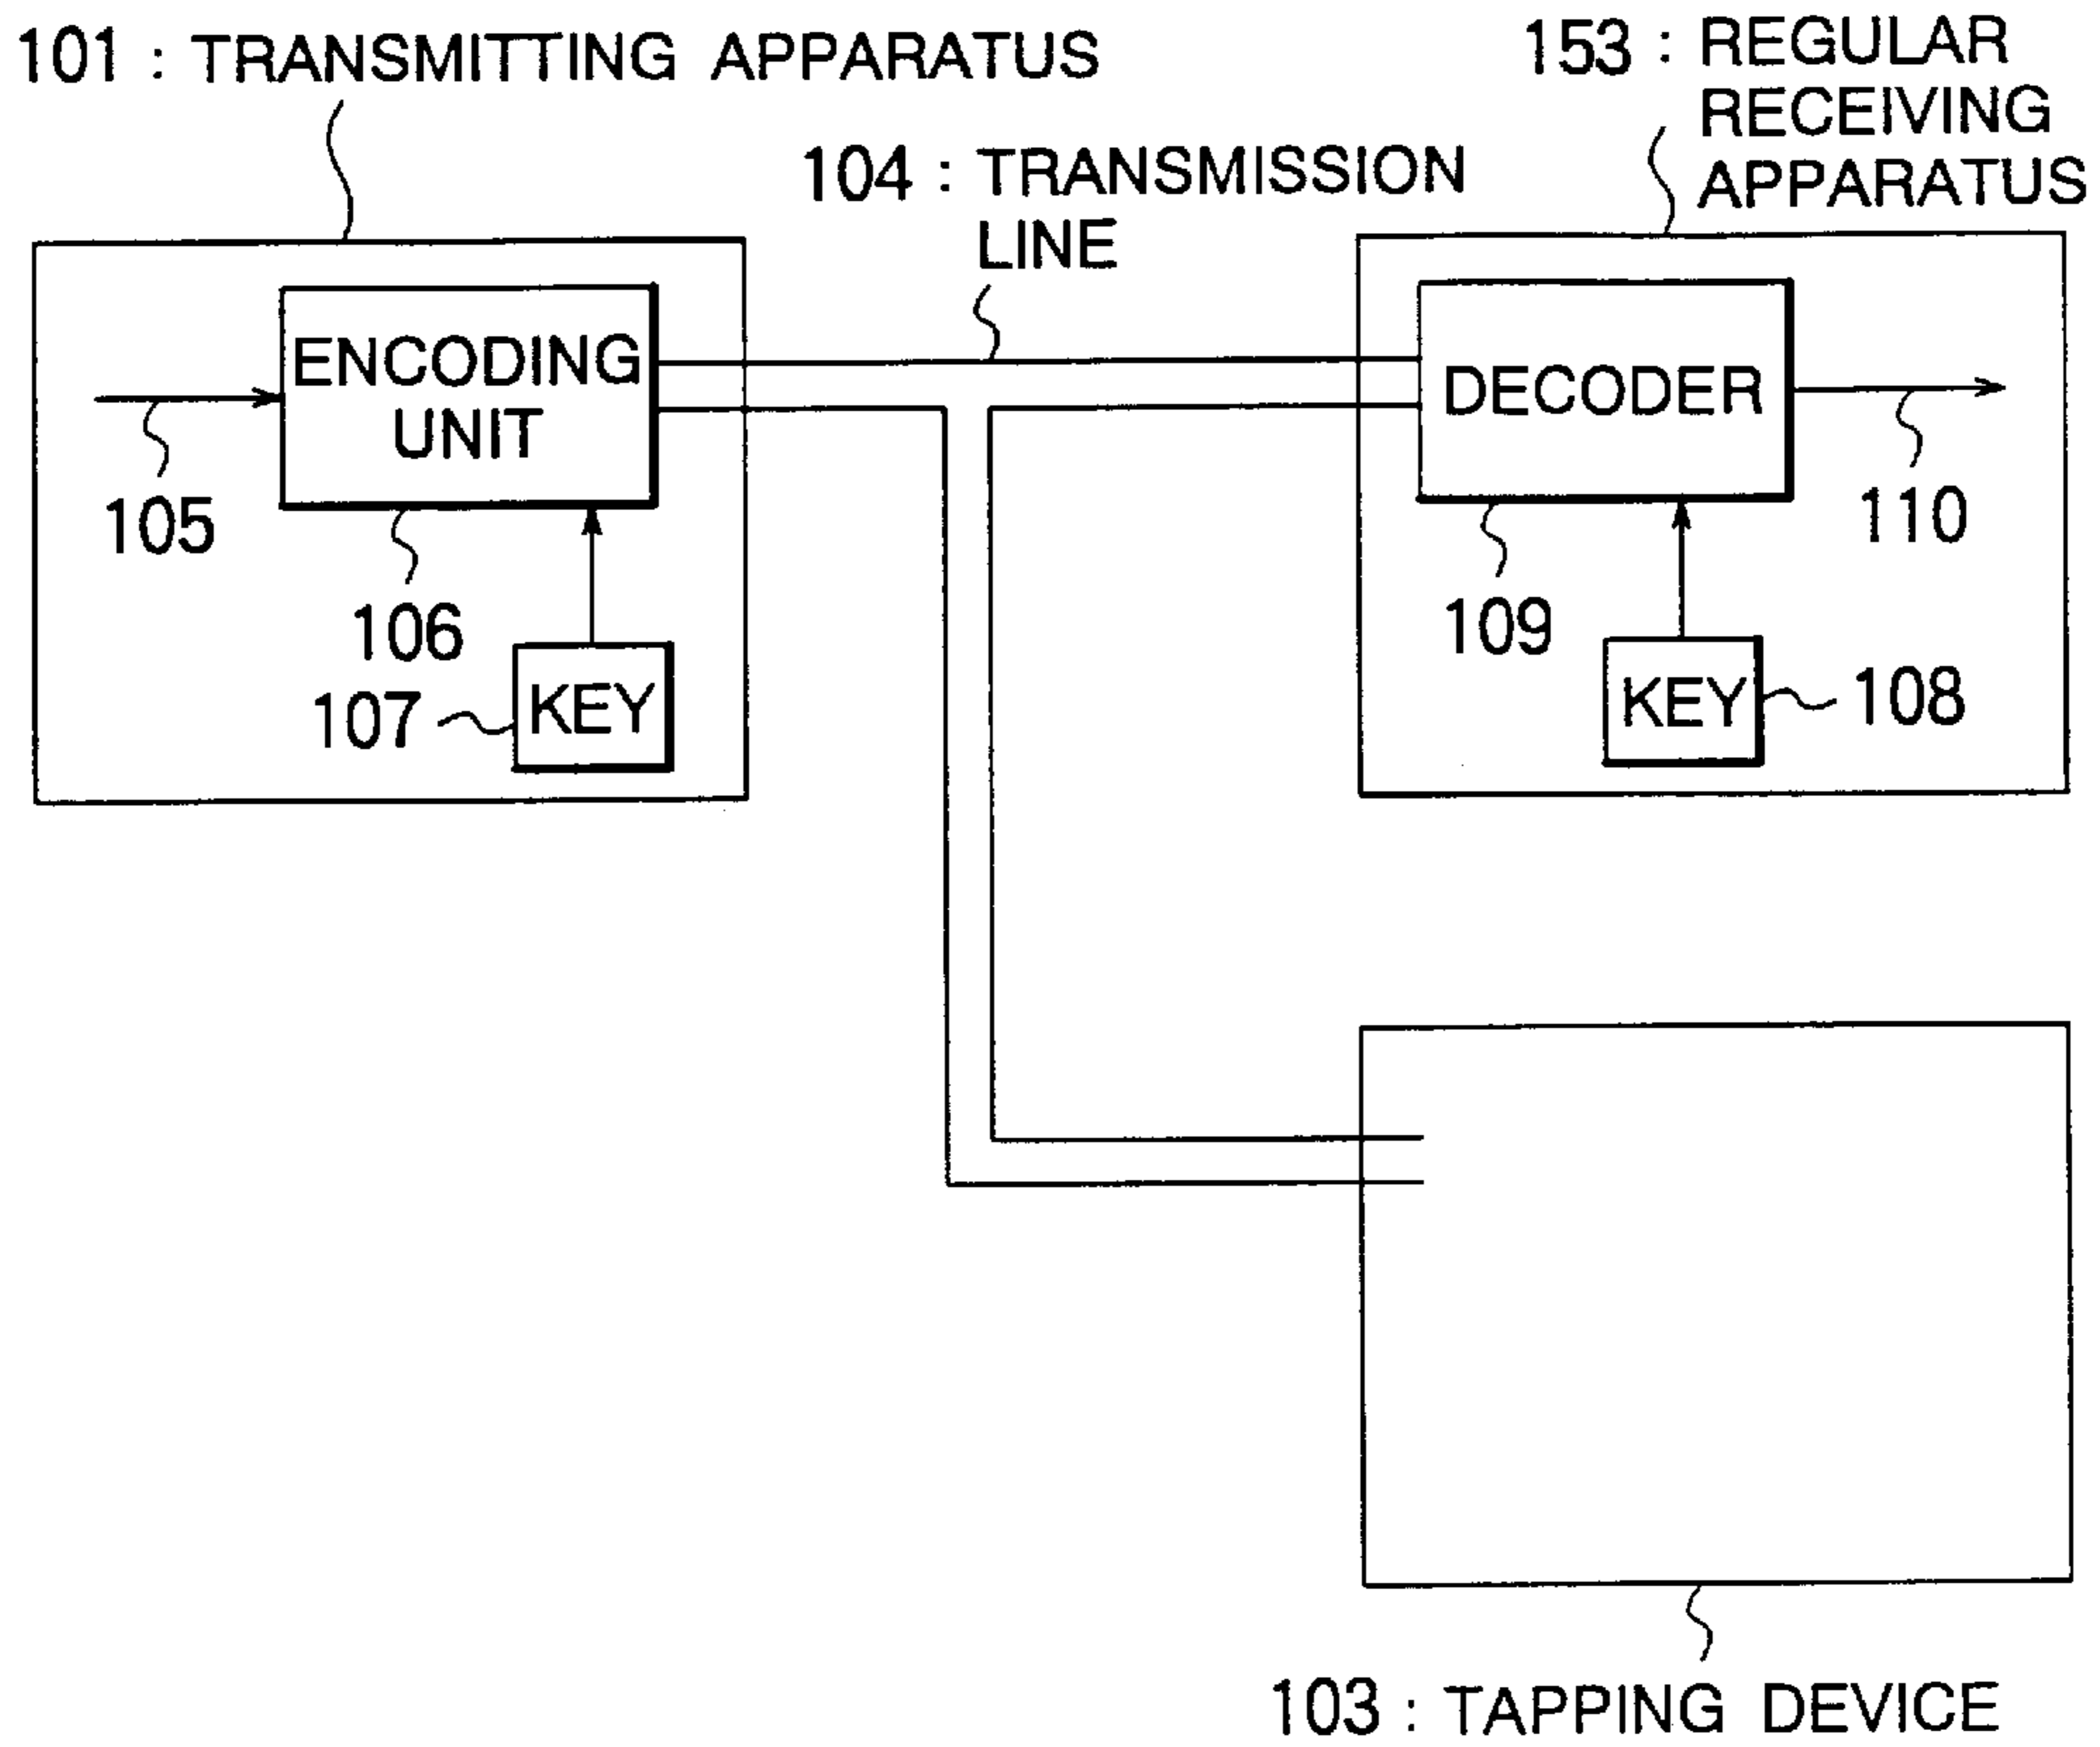 101 : TRANSMITTING APPARATUS
153 : REGULAR
RECEIVING
APPARATUS
104 : TRANSMISSION
LINE
ENCODING
UNIT
DECODER
105
110
106
109
107
KEY
KEY
108
103 : TAPPING DEVICE